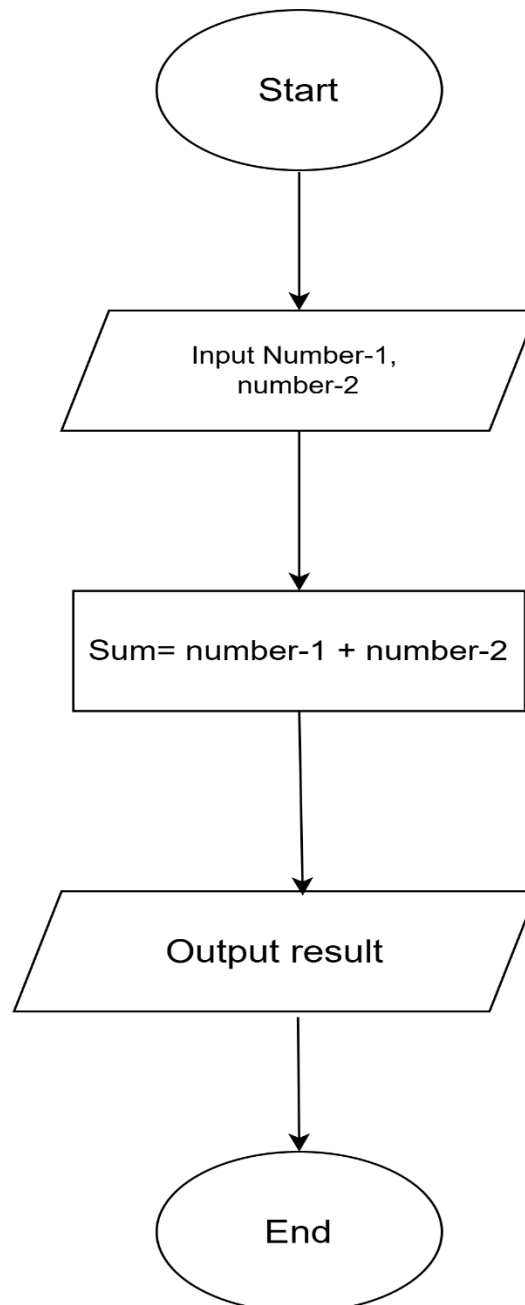 Start
Input Number-1,
number-2
Sum= number-1 + number-2
Output result
End